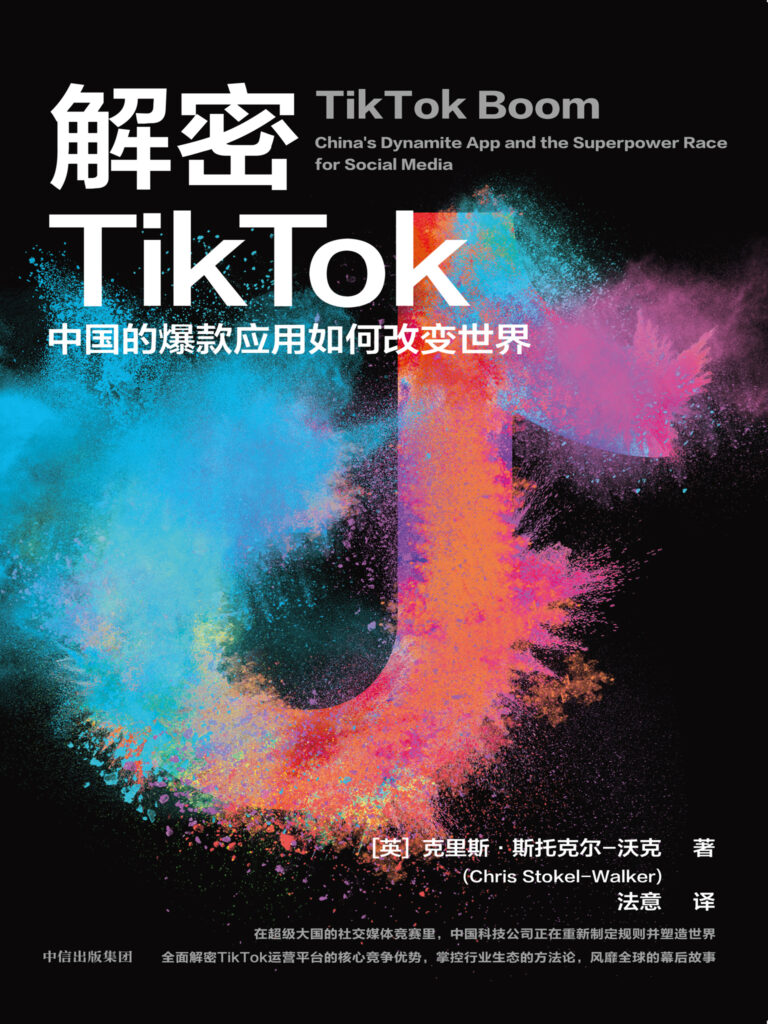 解密
TikTok Boom
China's Dynamite App and the Superpower Race
for Social Media
TikTok
中国的爆款应用如何改变世界
[英] 克里斯·斯托克尔-沃克 著
(Chris Stokel-Walker)
法意 译
在超级大国的社交媒体竞赛里，中国科技公司正在重新制定规则并塑造世界
中信出版集团 全面解密TikTok运营平台的核心竞争优势，掌控行业生态的方法论，风靡全球的幕后故事